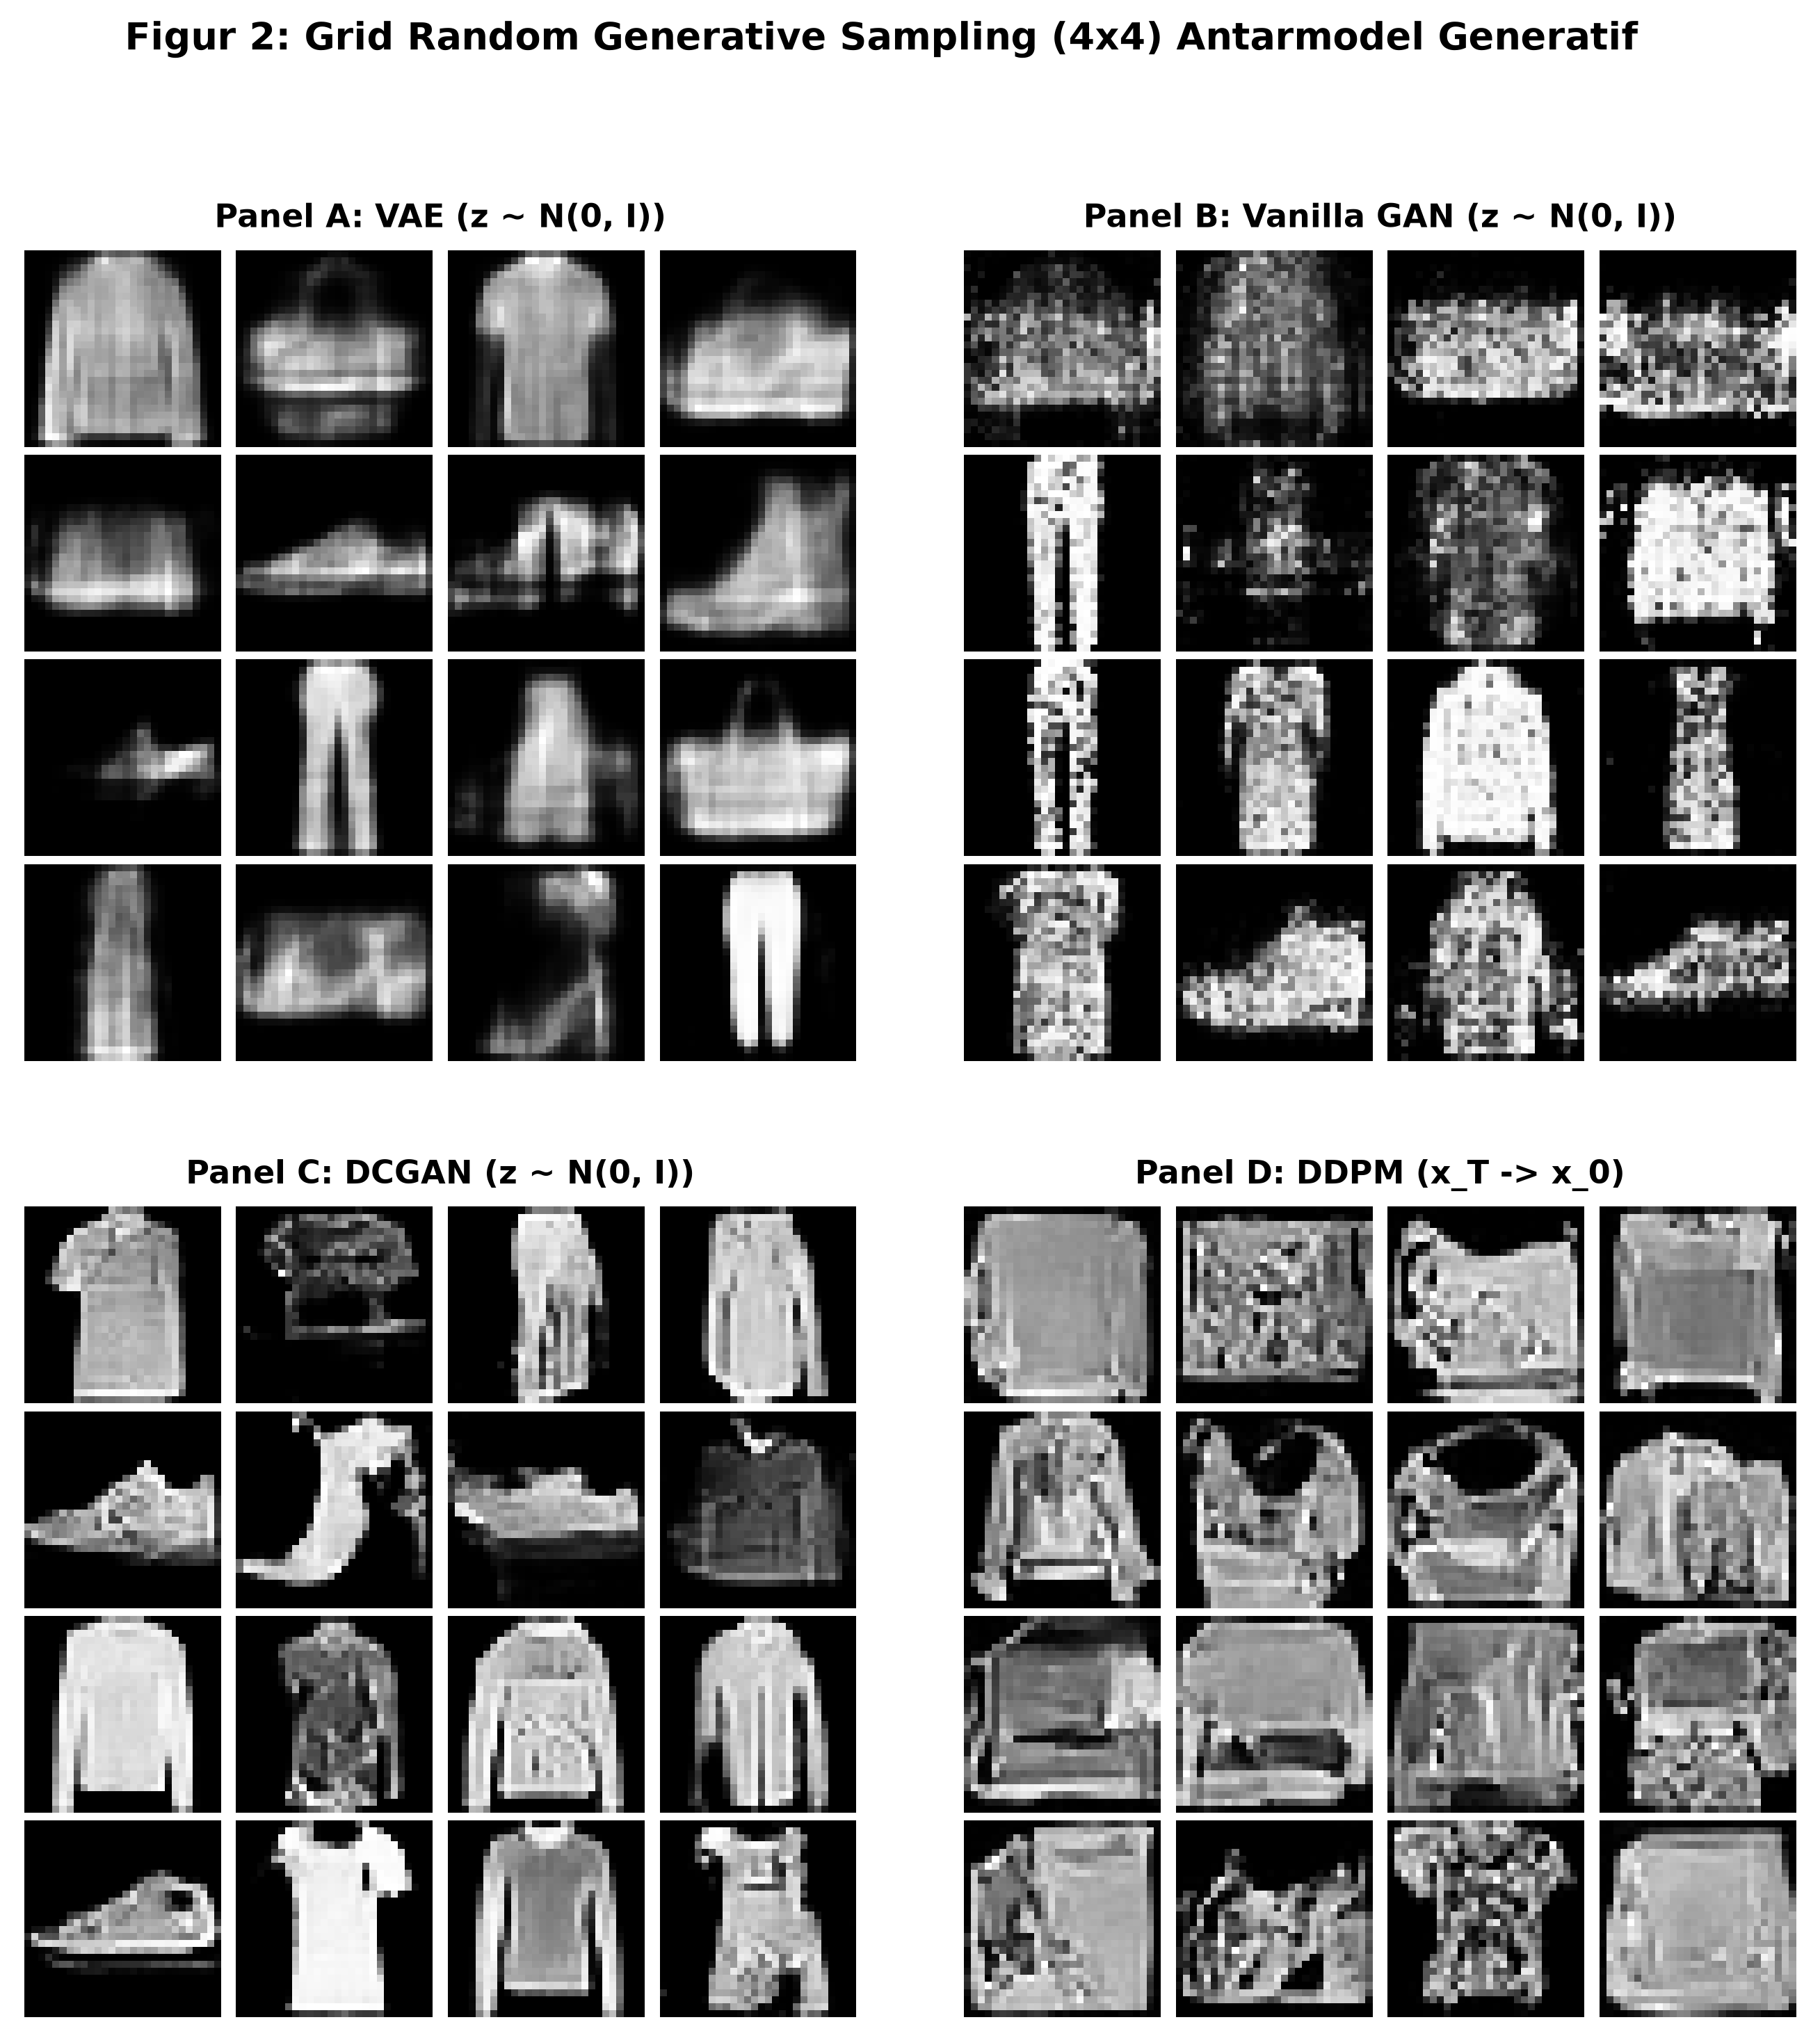 Figur 2: Grid Random Generative Sampling (4x4) Antarmodel Generatif
Panel A: VAE (z ~ N(0, I))
Panel B: Vanilla GAN (z ~ N(0, I))
Panel C: DCGAN (z ~ N(0, I))
Panel D: DDPM (x_T -> x_0)